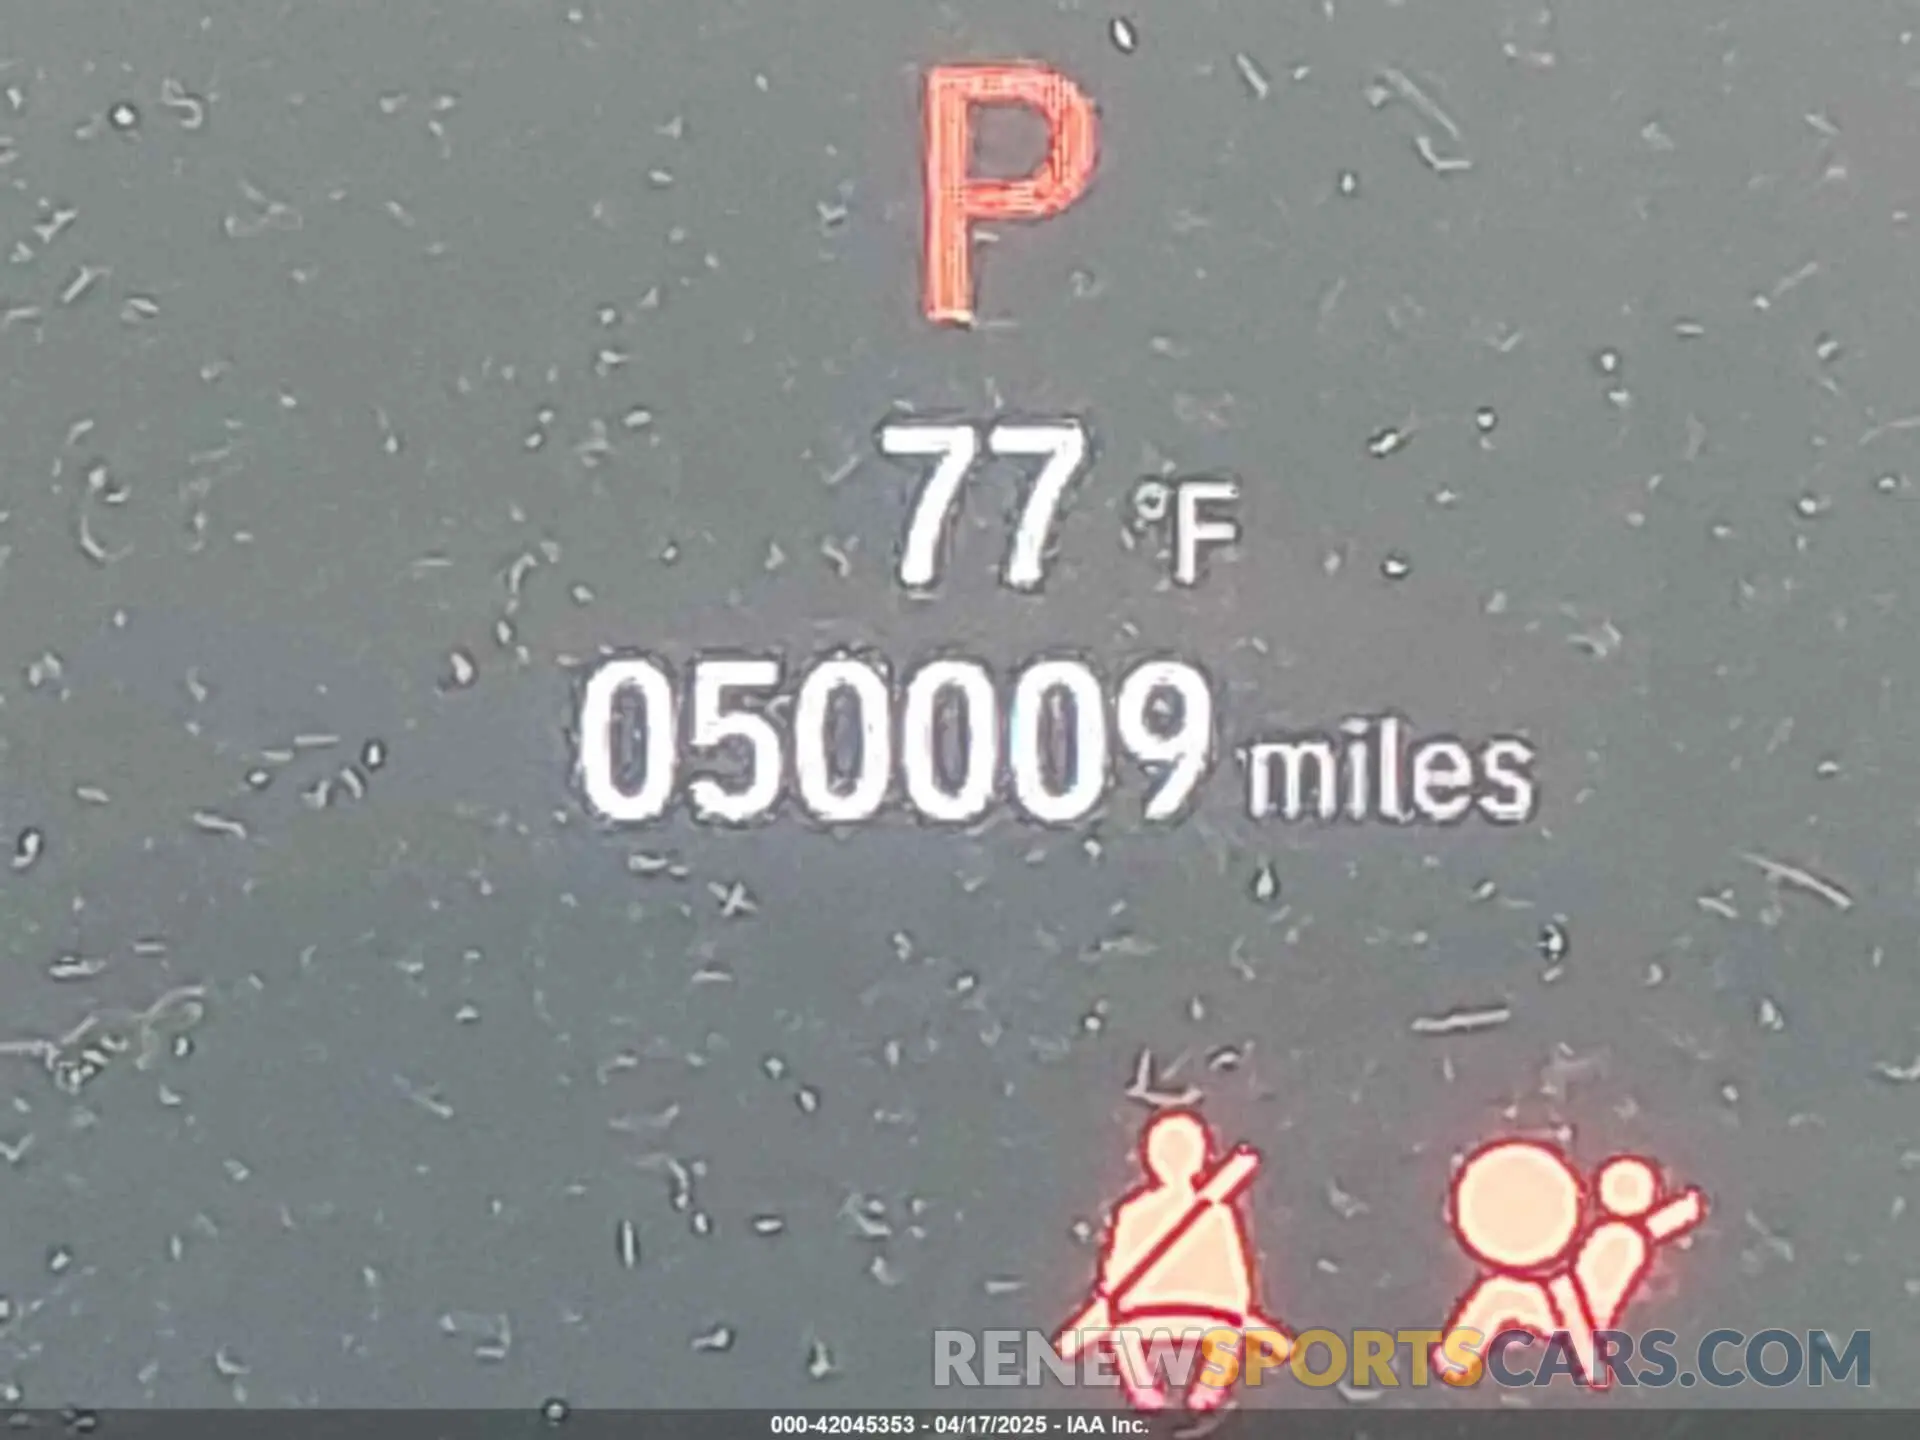 P
77 °F
050009 miles
RENEWSPORTSCARS.COM
000-42045353 - 04/17/2025 - IAA Inc.